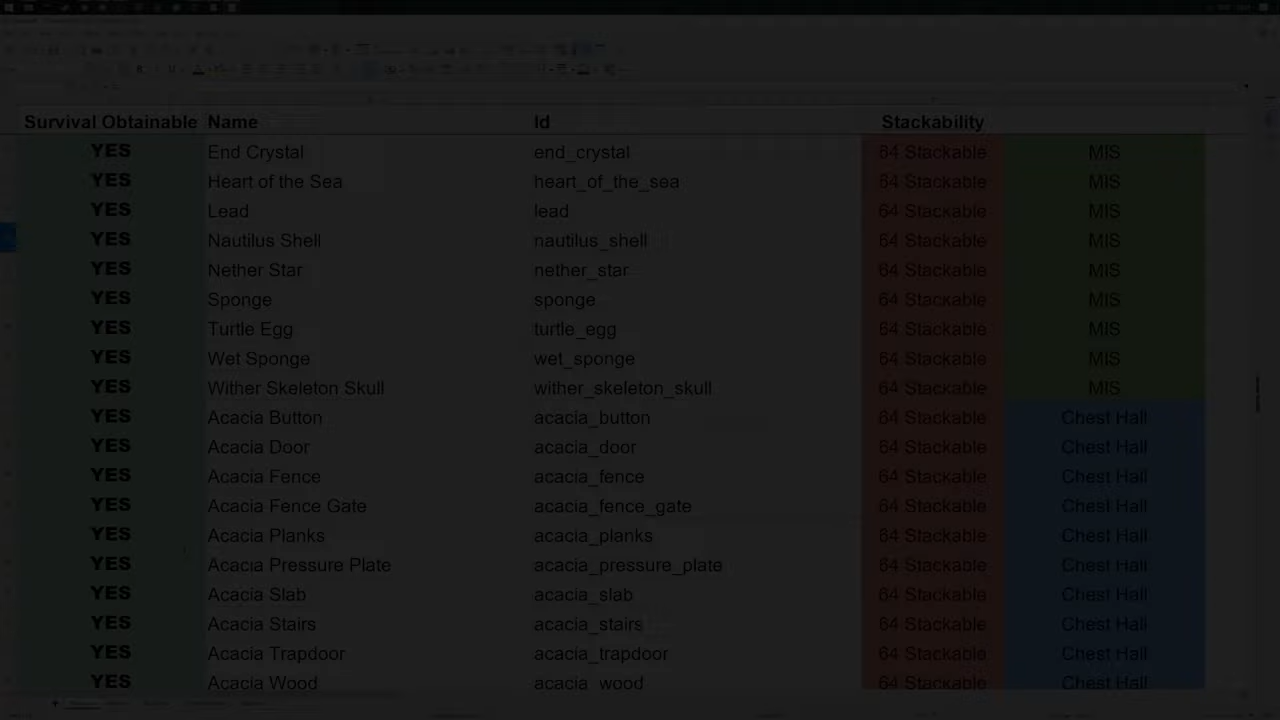 Survival Obtainable Name Id Stackability
YES End Crystal end_crystal 64 Stackable MIS
YES Heart of the Sea heart_of_the_sea 64 Stackable MIS
YES Lead lead 64 Stackable MIS
YES Nautilus Shell nautilus_shell 64 Stackable MIS
YES Nether Star nether_star 64 Stackable MIS
YES Sponge sponge 64 Stackable MIS
YES Turtle Egg turtle_egg 64 Stackable MIS
YES Wet Sponge wet_sponge 64 Stackable MIS
YES Wither Skeleton Skull wither_skeleton_skull 64 Stackable MIS
YES Acacia Button acacia_button 64 Stackable Chest Hall
YES Acacia Door acacia_door 64 Stackable Chest Hall
YES Acacia Fence acacia_fence 64 Stackable Chest Hall
YES Acacia Fence Gate acacia_fence_gate 64 Stackable Chest Hall
YES Acacia Planks acacia_planks 64 Stackable Chest Hall
YES Acacia Pressure Plate acacia_pressure_plate 64 Stackable Chest Hall
YES Acacia Slab acacia_slab 64 Stackable Chest Hall
YES Acacia Stairs acacia_stairs 64 Stackable Chest Hall
YES Acacia Trapdoor acacia_trapdoor 64 Stackable Chest Hall
YES Acacia Wood acacia_wood 64 Stackable Chest Hall